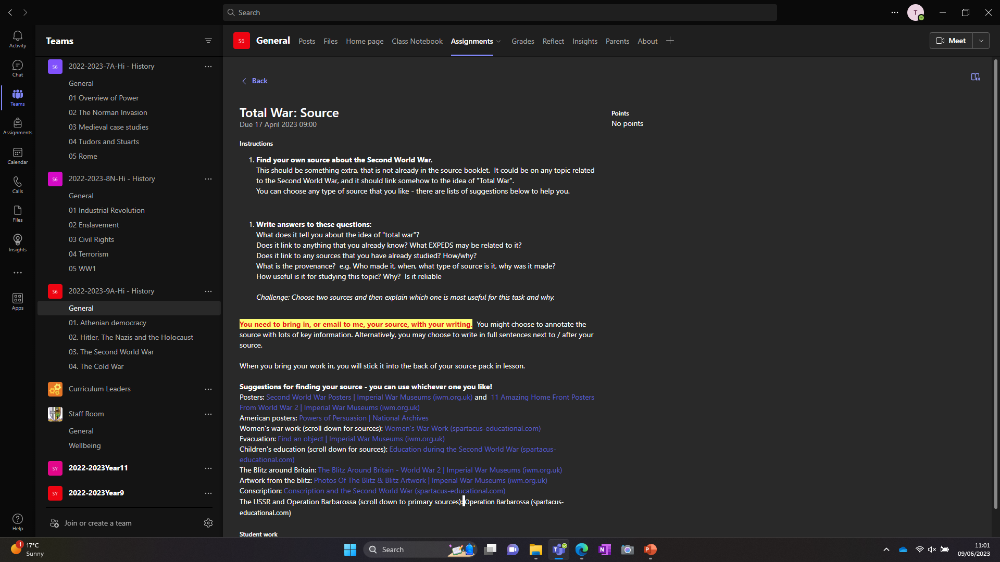 Search
T
Activity
Chat
Teams
Assignments
Calendar
Calls
Files
Insights
Apps
Help
Teams
S6 2022-2023-7A-Hi - History
General
01 Overview of Power
02 The Norman Invasion
03 Medieval case studies
04 Tudors and Stuarts
05 Rome
S6 2022-2023-8N-Hi - History
General
01 Industrial Revolution
02 Enslavement
03 Civil Rights
04 Terrorism
05 WW1
S6 2022-2023-9A-Hi - History
General
01. Athenian democracy
02. Hitler, The Nazis and the Holocaust
03. The Second World War
04. The Cold War
Curriculum Leaders
Staff Room
General
Wellbeing
SY 2022-2023Year11
SY 2022-2023Year9
Join or create a team
S6 General Posts Files Home page Class Notebook Assignments Grades Reflect Insights Parents About
Meet
Back
Total War: Source
Due 17 April 2023 09:00
Points
No points
Instructions
1. Find your own source about the Second World War.
This should be something extra, that is not already in the source booklet. It could be on any topic related
to the Second World War, and it should link somehow to the idea of "Total War".
You can choose any type of source that you like - there are lists of suggestions below to help you.
1. Write answers to these questions:
What does it tell you about the idea of "total war"?
Does it link to anything that you already know? What EXPEDS may be related to it?
Does it link to any sources that you have already studied? How/why?
What is the provenance? e.g. Who made it, when, what type of source is it, why was it made?
How useful is it for studying this topic? Why? Is it reliable
Challenge: Choose two sources and then explain which one is most useful for this task and why.
You need to bring in, or email to me, your source, with your writing. You might choose to annotate the
source with lots of key information. Alternatively, you may choose to write in full sentences next to / after your
source.
When you bring your work in, you will stick it into the back of your source pack in lesson.
Suggestions for finding your source - you can use whichever one you like!
Posters: Second World War Posters | Imperial War Museums (iwm.org.uk) and 11 Amazing Home Front Posters
From World War 2 | Imperial War Museums (iwm.org.uk)
American posters: Powers of Persuasion | National Archives
Women's war work (scroll down for sources): Women's War Work (spartacus-educational.com)
Evacuation: Find an object | Imperial War Museums (iwm.org.uk)
Children's education (scroll down for sources): Education during the Second World War (spartacus-
educational.com)
The Blitz around Britain: The Blitz Around Britain - World War 2 | Imperial War Museums (iwm.org.uk)
Artwork from the blitz: Photos Of The Blitz & Blitz Artwork | Imperial War Museums (iwm.org.uk)
Conscription: Conscription and the Second World War (spartacus-educational.com)
The USSR and Operation Barbarossa (scroll down to primary sources): Operation Barbarossa (spartacus-
educational.com)
Student work
1
17°C
Sunny
Search
11:01
09/06/2023